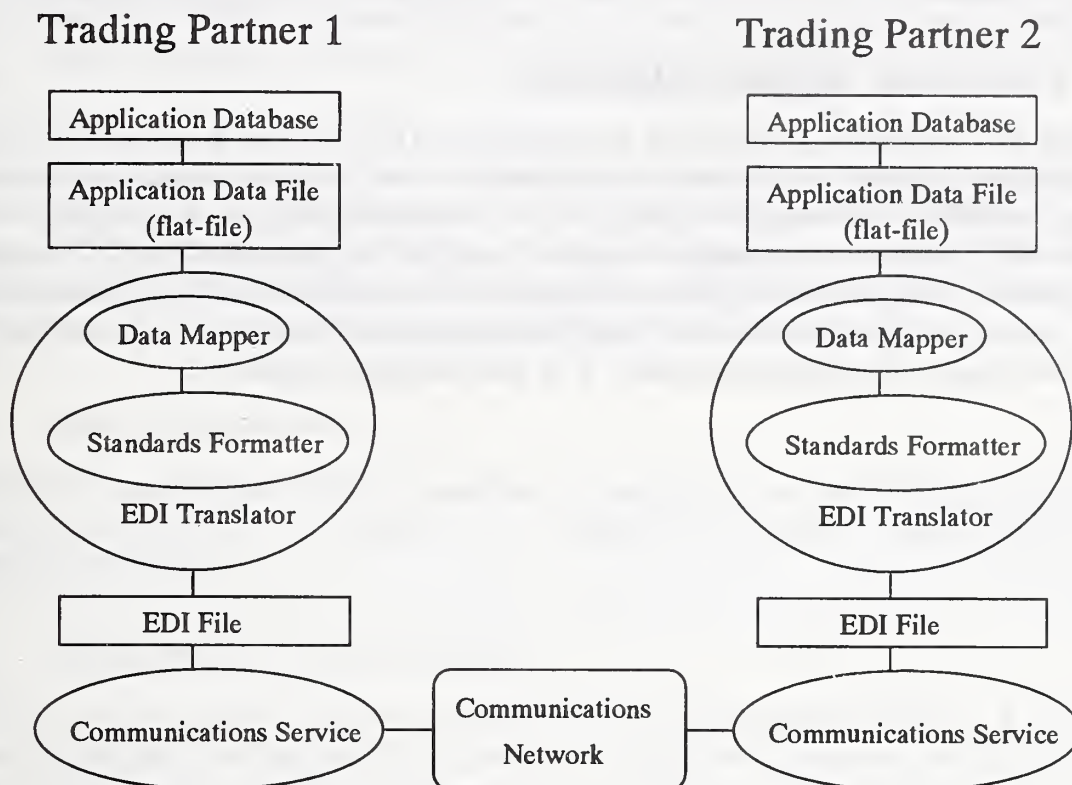 Trading Partner 1
Application Database
Application Data File
(flat-file)
Data Mapper
Standards Formatter
EDI Translator
EDI File
Communications Service
Communications
Network
Trading Partner 2
Application Database
Application Data File
(flat-file)
Data Mapper
Standards Formatter
EDI Translator
EDI File
Communications Service